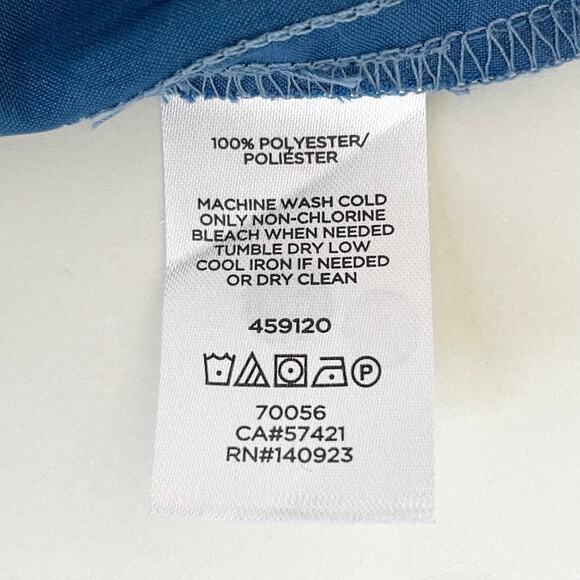 100% POLYESTER/
POLIÉSTER
MACHINE WASH COLD
ONLY NON-CHLORINE
BLEACH WHEN NEEDED
TUMBLE DRY LOW
COOL IRON IF NEEDED
OR DRY CLEAN
459120
P
70056
CA#57421
RN#140923